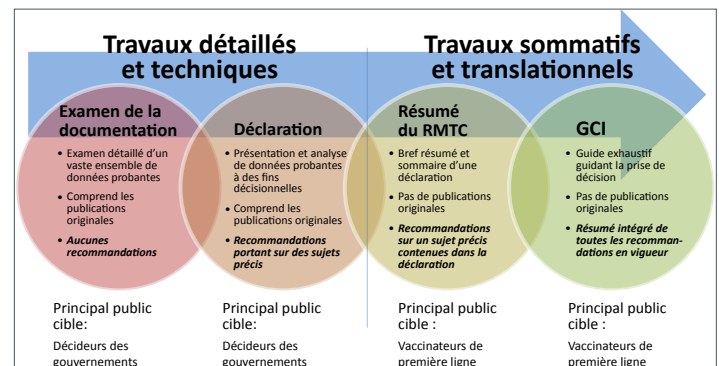 Travaux détaillés
et techniques
Travaux sommatifs
et translationnels
Examen de la
documentation
• Examen détaillé d'un
vaste ensemble de
données probantes
• Comprend les
publications
originales
• Aucunes
recommandations
Déclaration
• Présentation et analyse
de données probantes
à des fins
décisionnelles
• Comprend les
publications originales
• Recommandations
portant sur des sujets
précis
Résumé
du RMTC
• Bref résumé et
sommaire d'une
déclaration
• Pas de publications
originales
• Recommandations
sur un sujet précis
contenues dans la
déclaration
GCI
• Guide exhaustif
guidant la prise de
décision
• Pas de publications
originales
• Résumé intégré de
toutes les recomman-
dations en vigueur
Principal public
cible:
Décideurs des
gouvernements
Principal public
cible:
Décideurs des
gouvernements
Principal public
cible :
Vaccinateurs de
première ligne
Principal public
cible :
Vaccinateurs de
première ligne